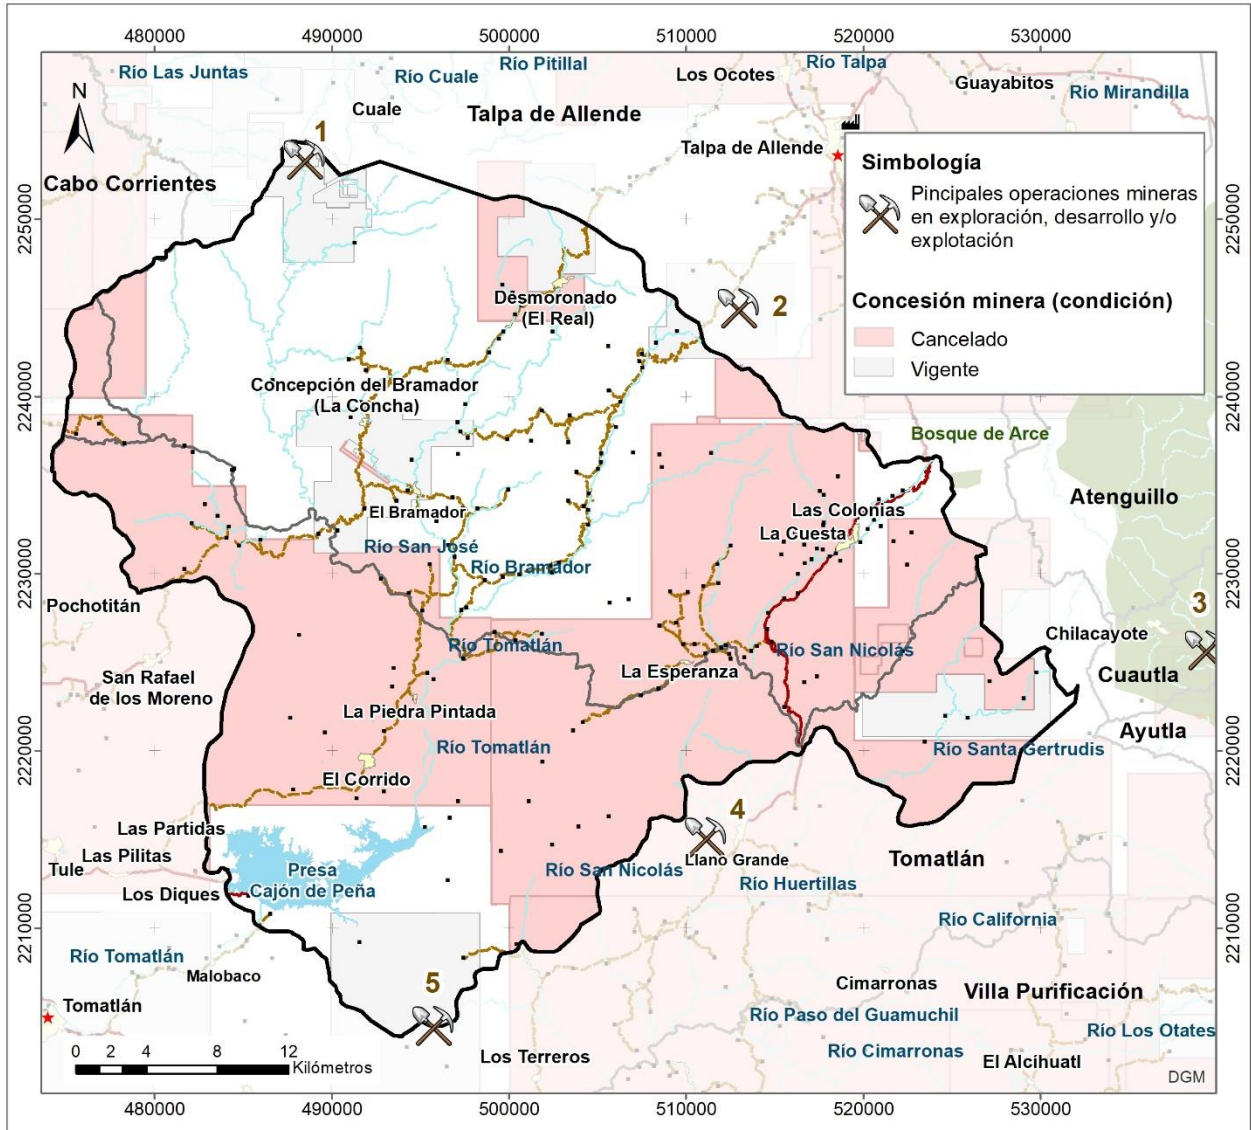 480000
490000
500000
510000
520000
530000
Río Las Juntas
Río Cuale
Río Pitillal
Los Ocotes
Río Talpa
Guayabitos
Río Mirandilla
N
Cuale
Talpa de Allende
1
Talpa de Allende
Cabo Corrientes
Simbología
Pincipales operaciones mineras
en exploración, desarrollo y/o
explotación
Concesión minera (condición)
Cancelado
Vigente
2250000
2250000
Desmoronado
(El Real)
2
Concepción del Bramador
(La Concha)
2240000
2240000
Bosque de Arce
Atenguillo
El Bramador
Las Colonias
La Cuesta
Río San José
Río Bramador
2230000
2230000
Pochotitán
3
Chilacayote
Río Tomatlán
Río San Nicolás
La Esperanza
Cuautla
San Rafael
de los Moreno
La Piedra Pintada
Ayutla
2220000
2220000
Río Tomatlán
Río Santa Gertrudis
El Corrido
4
Las Partidas
Las Pilitas
Llano Grande
Tomatlán
Tule
Presa
Cajón de Peña
Río San Nicolás
Río Huertillas
Los Diques
2210000
2210000
Río California
Río Tomatlán
Malobaco
5
Cimarronas
Villa Purificación
Tomatlán
Río Paso del Guamuchil
Río Los Otates
0 2 4 8 12
Kilómetros
Los Terreros
Río Cimarronas
El Alcíhuatl
DGM
480000
490000
500000
510000
520000
530000